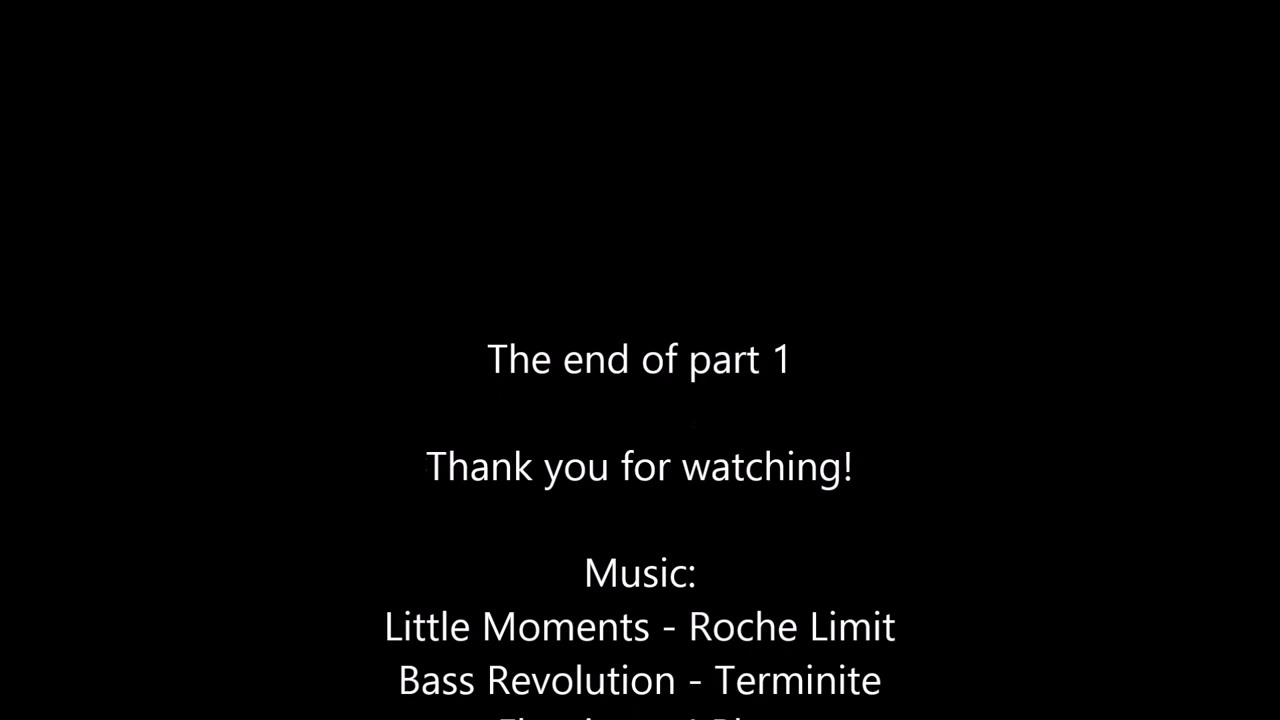 The end of part 1
Thank you for watching!
Music:
Little Moments - Roche Limit
Bass Revolution - Terminite